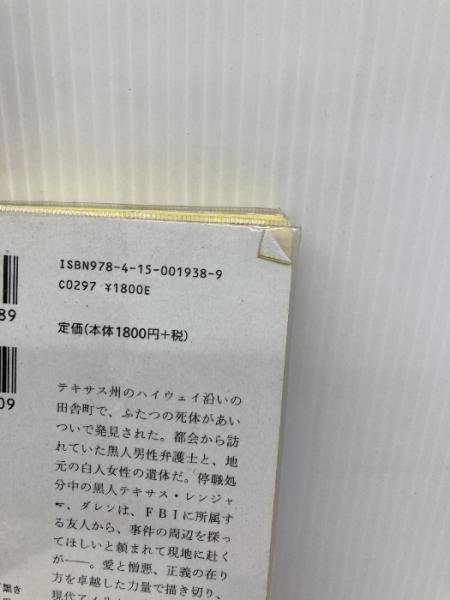 ISBN978-4-15-001938-9
C0297 ¥1800E
定価(本体1800円+税)
89
09
テキサス州のハイウェイ沿いの
田舎町で、ふたつの死体があい
ついで発見された。都会から訪
れていた黒人男性弁護士と、地
元の白人女性の遺体だ。停職処
分中の黒人テキサス・レンジャ
ー、ダレンは、FBIに所属す
る友人から、事件の周辺を探っ
てほしいと頼まれて現地に赴く
が――。愛と憎悪、正義の在り
方を卓越した力量で描き切り、
黒き